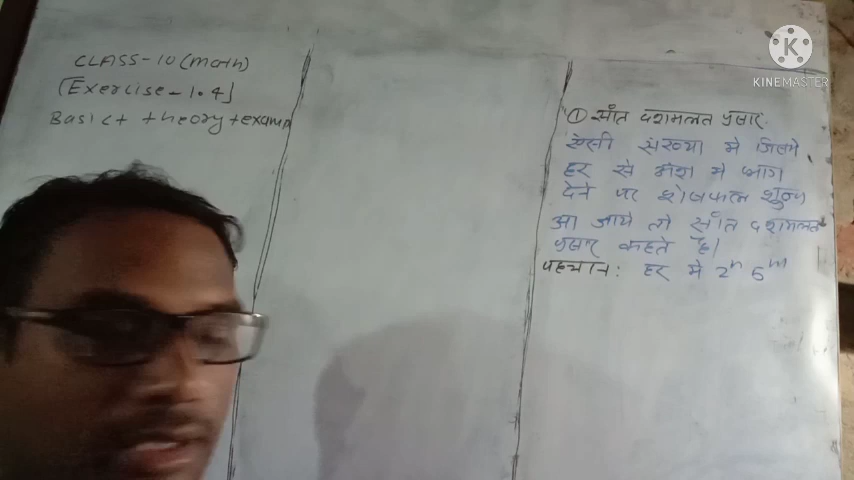 CLASS-10 (math)
[Exercise-1.4]
Basic + theory + examp
① साँत दशमलव प्रसार
ऐसी संख्या मे जिसमे
हर से अंश मे भाग
देने पर शेषफल शुन्य
आ जाये तो साँत दशमलव
प्रसार कहते है।
पहचान: हर मे 2ⁿ 5ᵐ
K
KINEMASTER